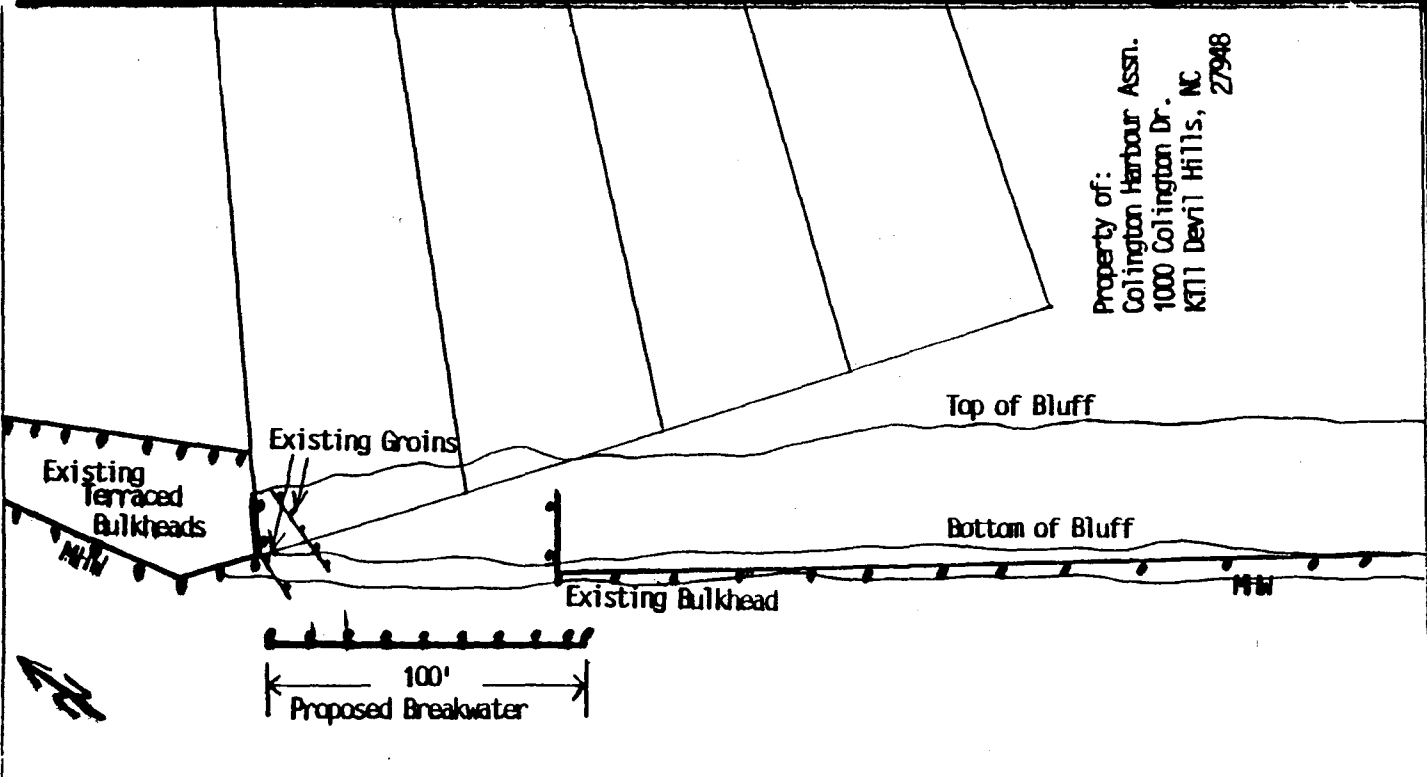 Property of:
Colington Harbour Assn.
1000 Colington Dr.
Kill Devil Hills, NC
27948
Top of Bluff
Existing Groins
Existing
Terraced
Bulkheads
MHW
Bottom of Bluff
Existing Bulkhead
MHW
100'
Proposed Breakwater